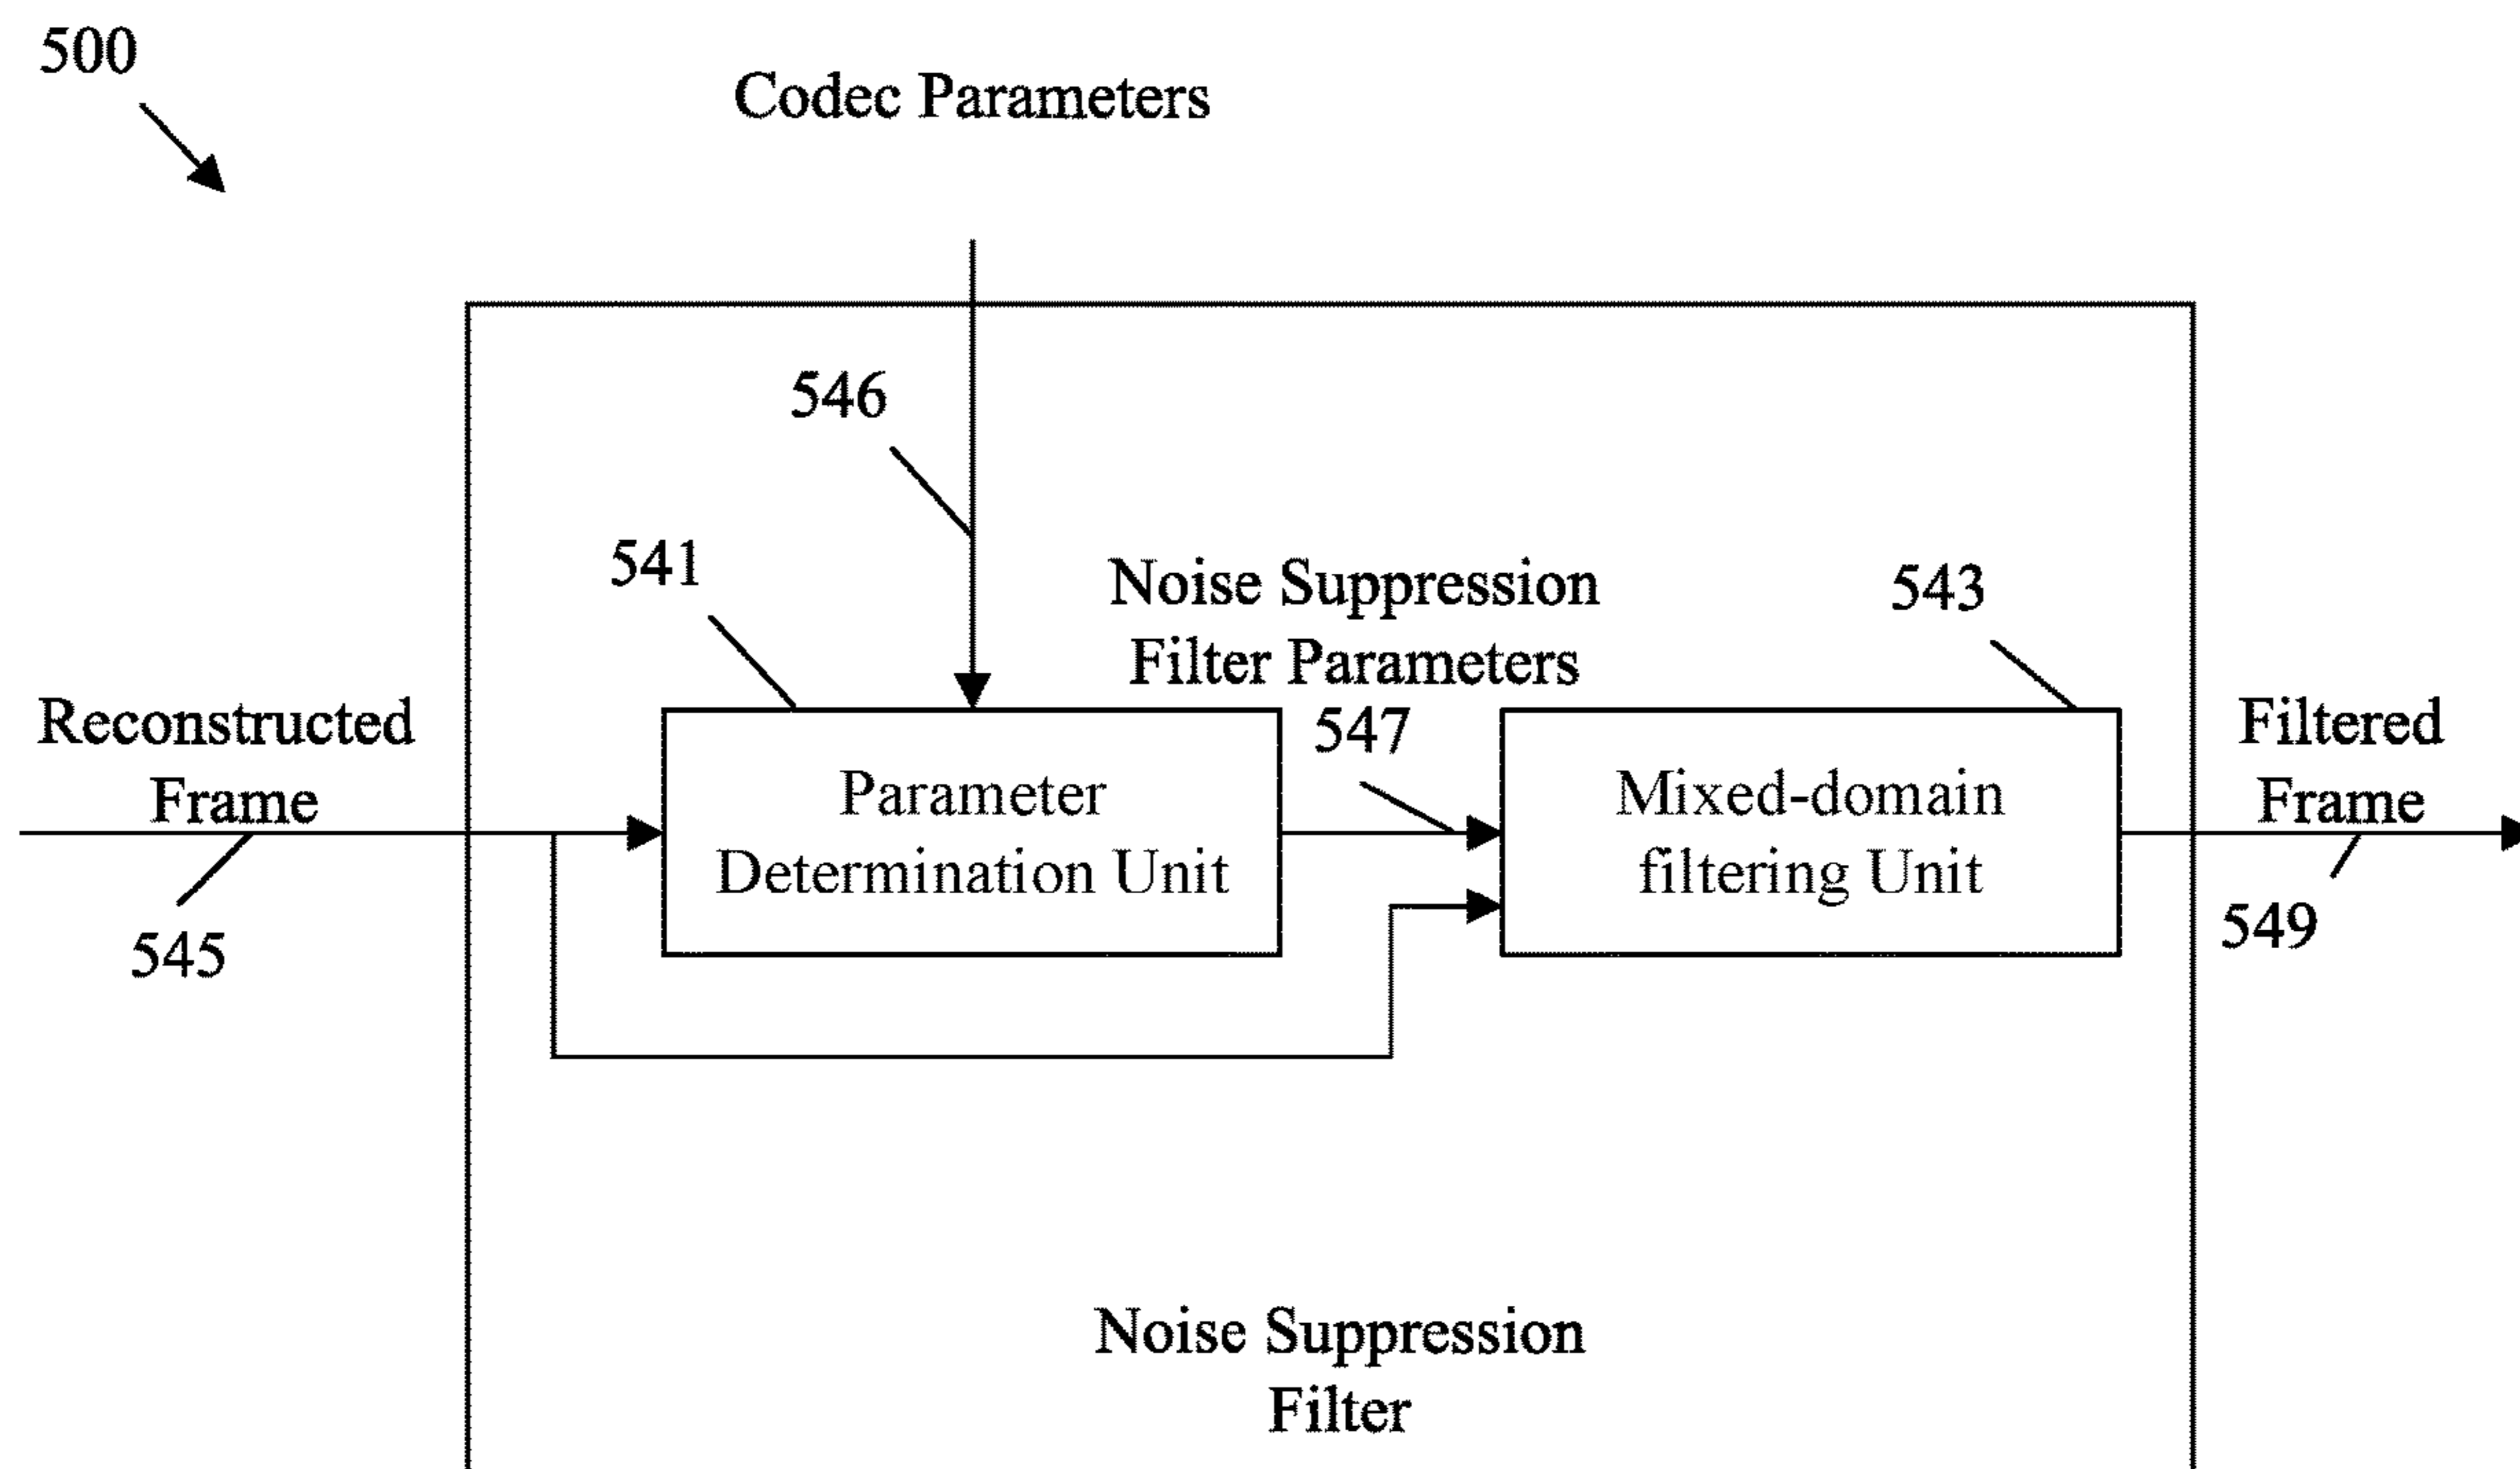 500
Codec Parameters
546
541
Noise Suppression
Filter Parameters
547
543
Reconstructed
Frame
545
Parameter
Determination Unit
Mixed-domain
filtering Unit
Filtered
Frame
549
Noise Suppression
Filter